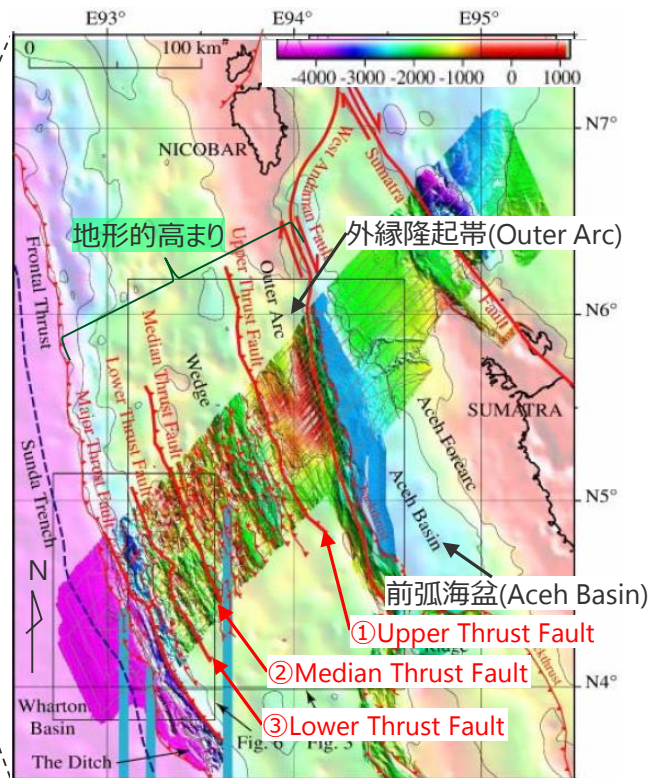 E93° E94° E95°
0 100 km
-4000 -3000 -2000 -1000 0 1000
N7°
NICOBAR
West Andaman Fault
Sumatra
Fault
地形的高まり
外縁隆起帯(Outer Arc)
Frontal Thrust
Upper Thrust Fault
Outer Arc
N6°
Median Thrust Fault
Wedge
Lower Thrust Fault
Major Thrust Fault
Sunda Trench
SUMATRA
Aceh Forearc
Aceh Basin
N5°
N
前弧海盆(Aceh Basin)
①Upper Thrust Fault
②Median Thrust Fault
③Lower Thrust Fault
N4°
Wharton
Basin
The Ditch
Fig. 6
Fig. 5